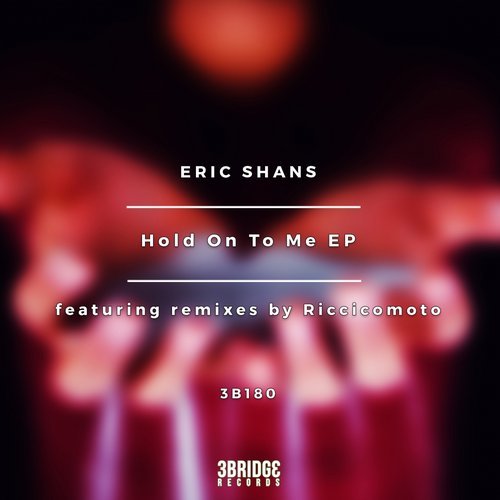 ERIC SHANS
Hold On To Me EP
featuring remixes by Riccicomoto
3B180
3BRIDGE
RECORDS